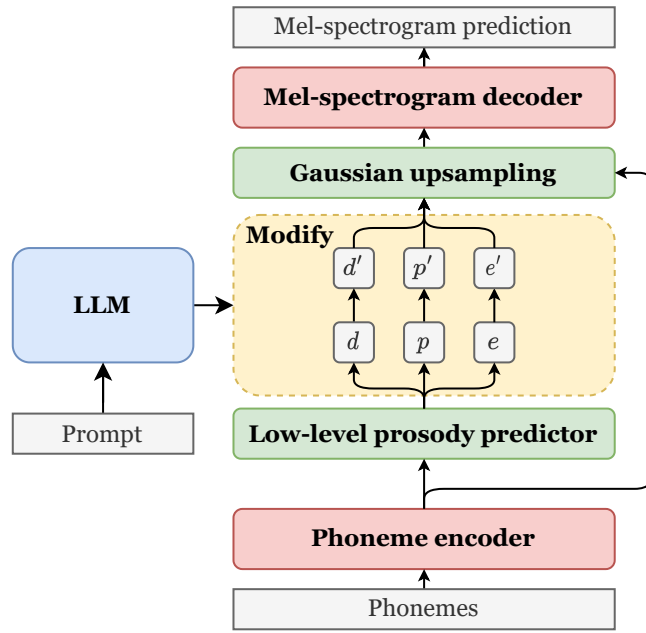 Mel-spectrogram prediction
Mel-spectrogram decoder
Gaussian upsampling
Modify
d′ p′ e′
LLM
d p e
Prompt
Low-level prosody predictor
Phoneme encoder
Phonemes